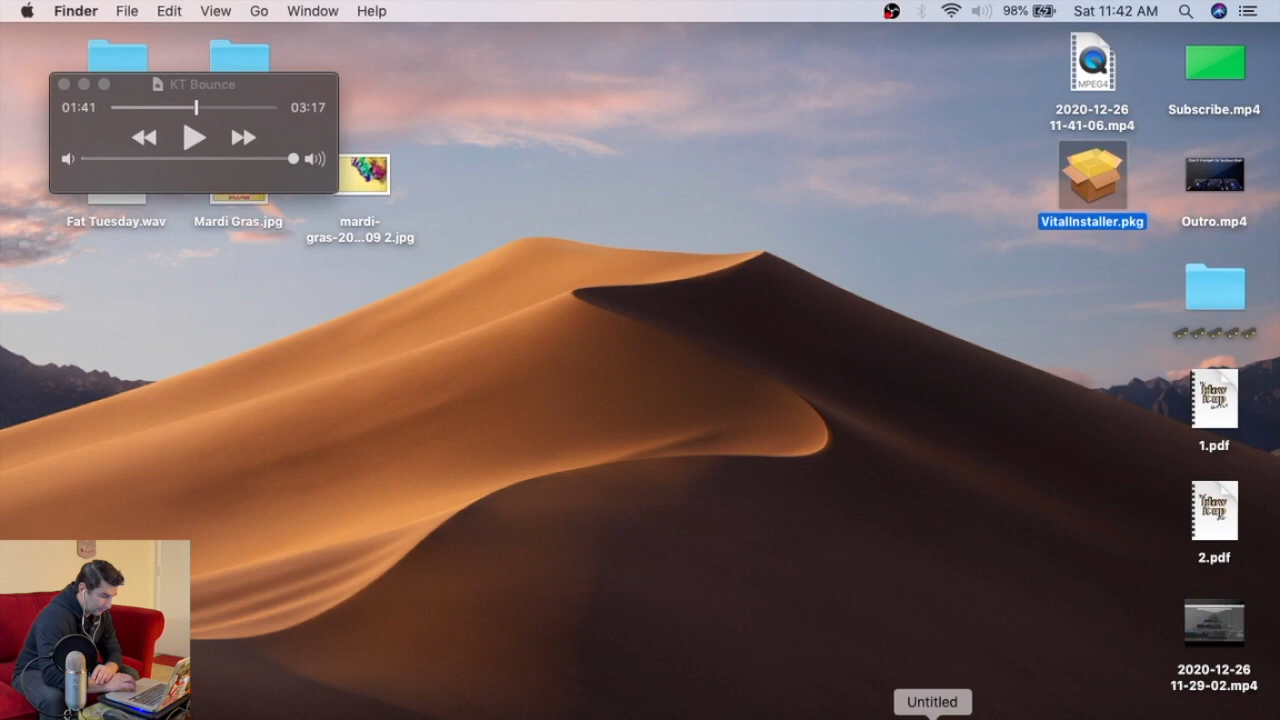 Finder File Edit View Go Window Help 98% Sat 11:42 AM
KT Bounce
01:41 03:17
Fat Tuesday.wav
Mardi Gras.jpg
mardi-
gras-20...09 2.jpg
MPEG4
2020-12-26
11-41-06.mp4
Subscribe.mp4
VitalInstaller.pkg
Outro.mp4
1.pdf
2.pdf
2020-12-26
11-29-02.mp4
Untitled